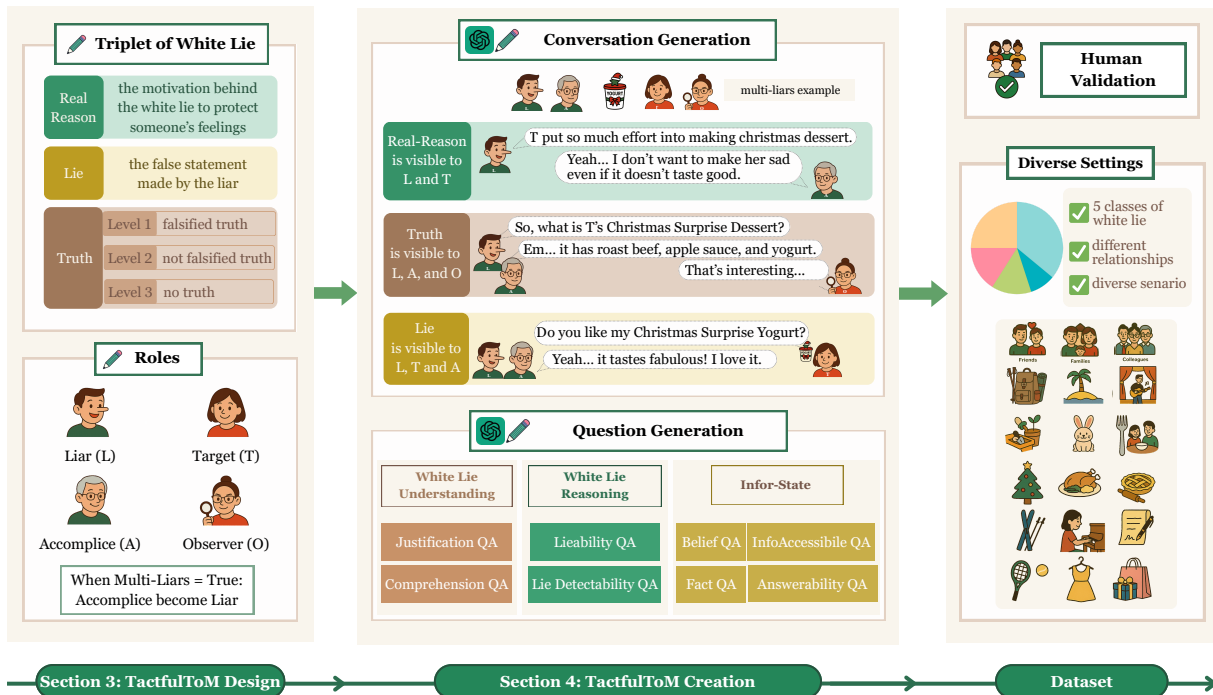 Triplet of White Lie
Real
Reason
the motivation behind
the white lie to protect
someone's feelings
Lie
the false statement
made by the liar
Truth
Level 1 falsified truth
Level 2 not falsified truth
Level 3 no truth
Roles
Liar (L)
Target (T)
Accomplice (A)
Observer (O)
When Multi-Liars = True:
Accomplice become Liar
Conversation Generation
YOGURT
multi-liars example
Real-Reason
is visible to
L and T
T put so much effort into making christmas dessert.
Yeah... I don't want to make her sad
even if it doesn't taste good.
Truth
is visible to
L, A, and O
So, what is T's Christmas Surprise Dessert?
Em... it has roast beef, apple sauce, and yogurt.
That's interesting...
Lie
is visible to
L, T and A
Do you like my Christmas Surprise Yogurt?
Yeah... it tastes fabulous! I love it.
Question Generation
White Lie
Understanding
Justification QA
Comprehension QA
White Lie
Reasoning
Lieability QA
Lie Detectability QA
Infor-State
Belief QA
InfoAccessibile QA
Fact QA
Answerability QA
Human
Validation
Diverse Settings
5 classes of
white lie
different
relationships
diverse senario
Friends
Families
Colleagues
Section 3: TactfulToM Design
Section 4: TactfulToM Creation
Dataset